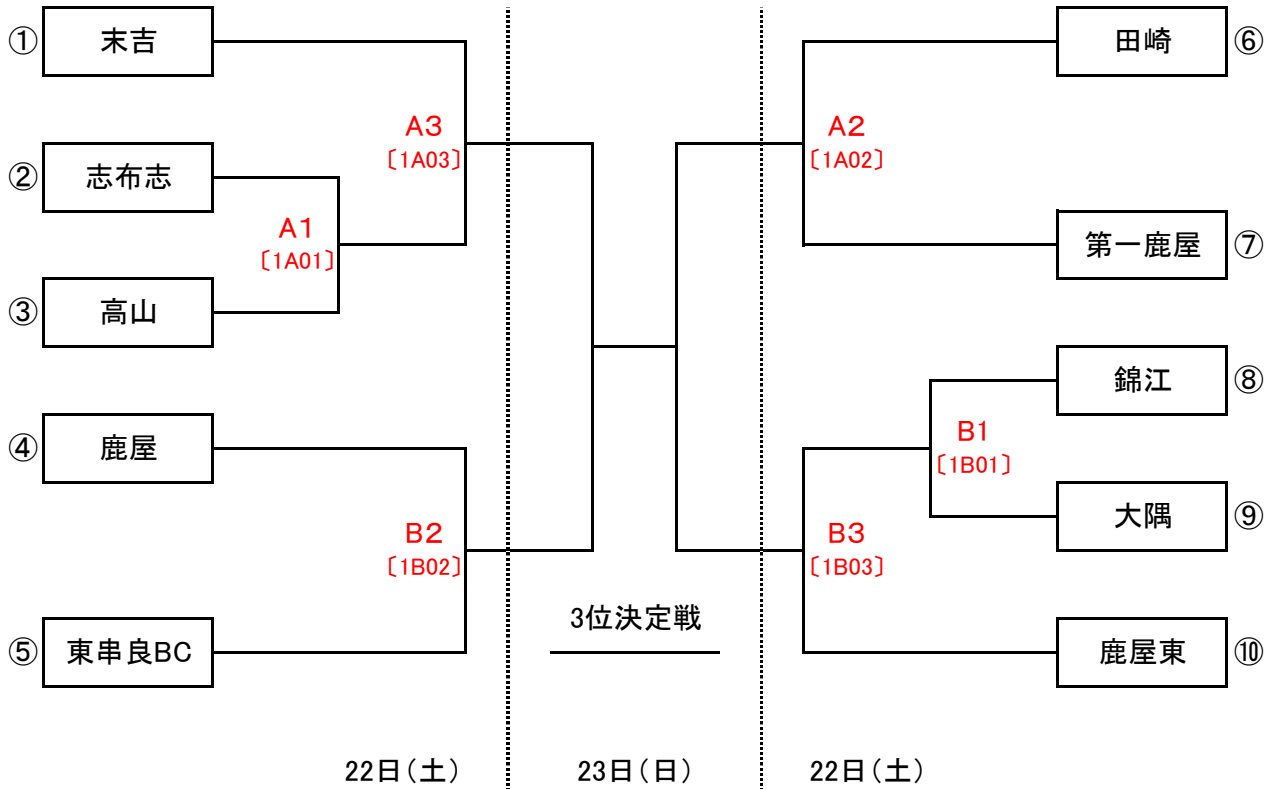 ① 末吉
② 志布志
③ 高山
④ 鹿屋
⑤ 東串良BC
A1
〔1A01〕
A3
〔1A03〕
B2
〔1B02〕
3位決定戦
A2
〔1A02〕
B1
〔1B01〕
B3
〔1B03〕
田崎 ⑥
第一鹿屋 ⑦
錦江 ⑧
大隅 ⑨
鹿屋東 ⑩
22日(土) 23日(日) 22日(土)